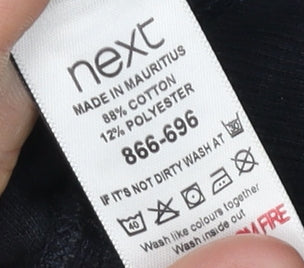 next
MADE IN MAURITIUS
88% COTTON
12% POLYESTER
866-696
IF IT'S NOT DIRTY WASH AT 30
40
Wash like colours together
Wash inside out
FIRE